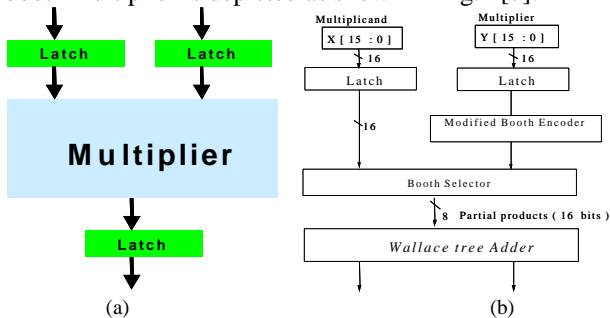 Latch
Latch
Multiplier
Latch
(a)
Multiplicand
X [ 15 : 0 ]
16
Latch
16
Multiplier
Y [ 15 : 0 ]
16
Latch
Modified Booth Encoder
Booth Selector
8 Partial products ( 16 bits )
Wallace tree Adder
(b)